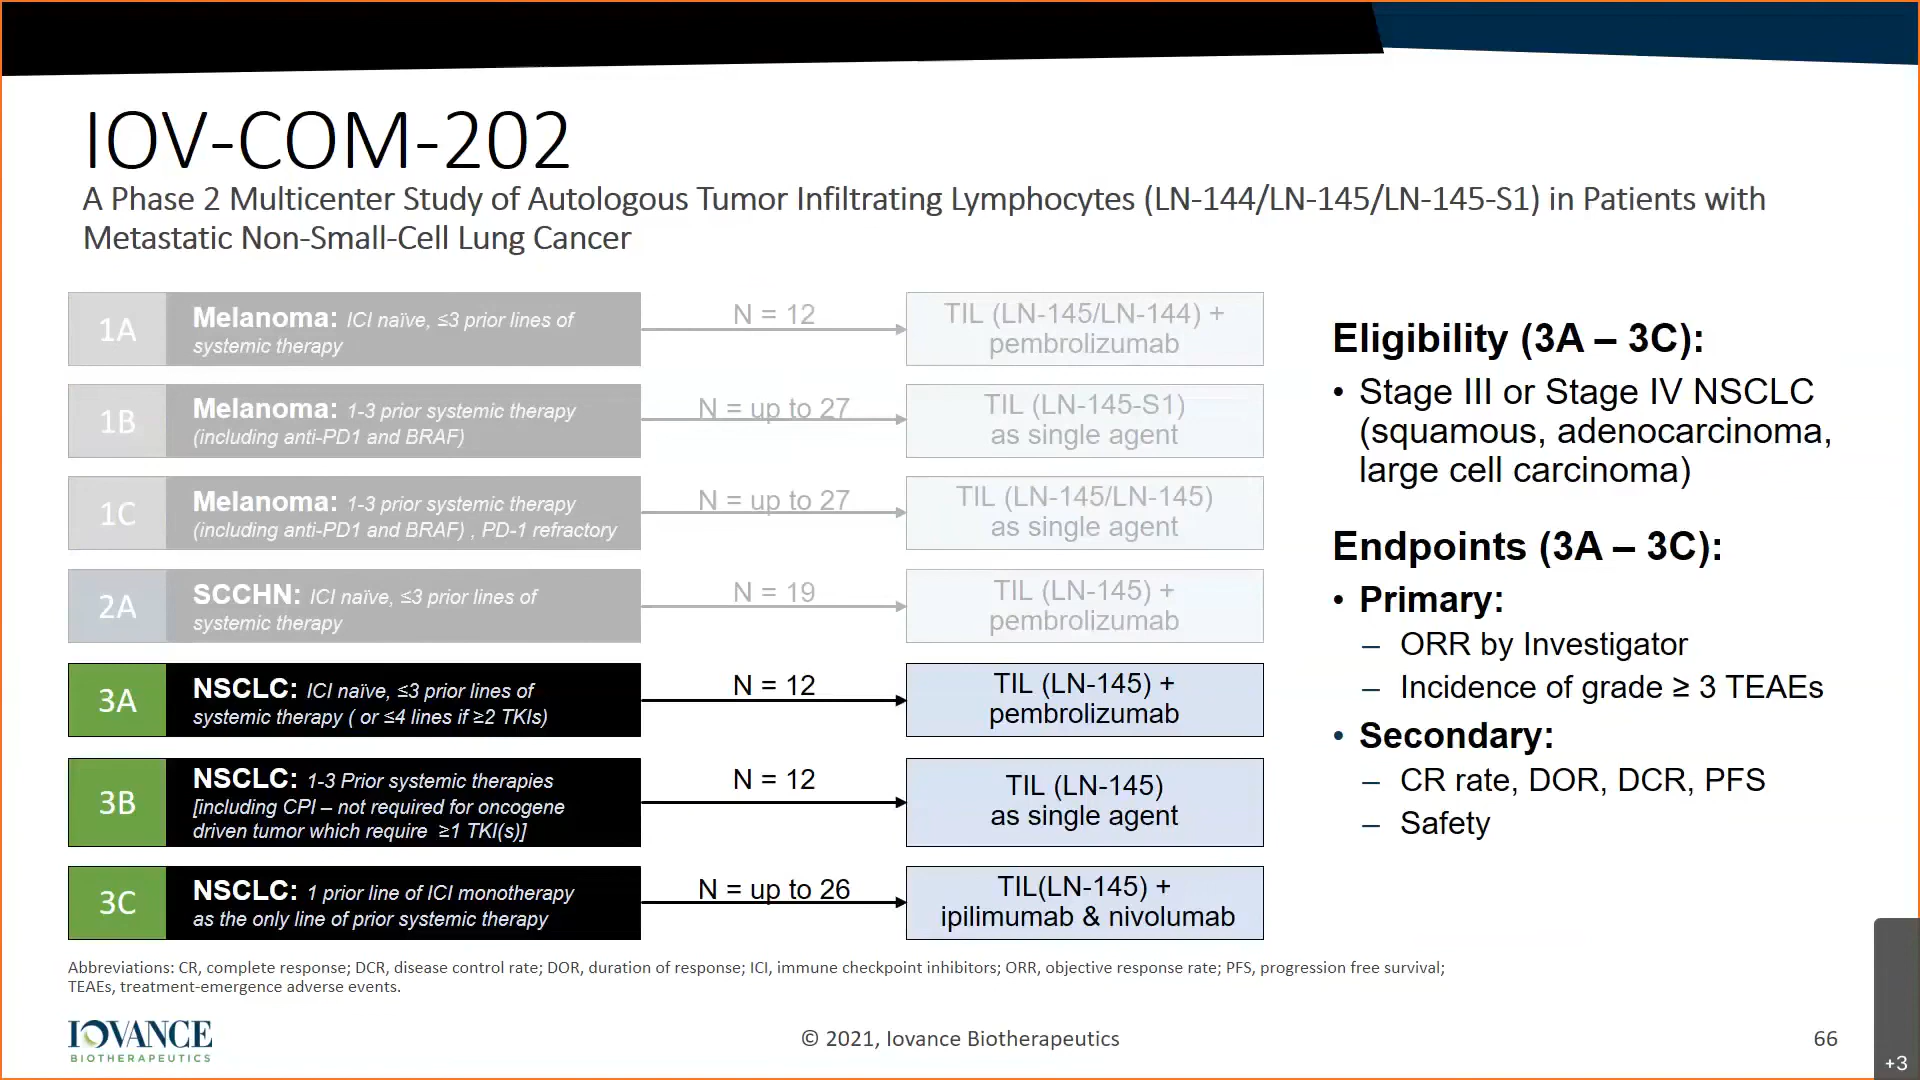 IOV-COM-202
A Phase 2 Multicenter Study of Autologous Tumor Infiltrating Lymphocytes (LN-144/LN-145/LN-145-S1) in Patients with
Metastatic Non-Small-Cell Lung Cancer
1A
Melanoma: ICI naïve, ≤3 prior lines of
systemic therapy
N = 12
TIL (LN-145/LN-144) +
pembrolizumab
1B
Melanoma: 1-3 prior systemic therapy
(including anti-PD1 and BRAF)
N = up to 27
TIL (LN-145-S1)
as single agent
1C
Melanoma: 1-3 prior systemic therapy
(including anti-PD1 and BRAF) , PD-1 refractory
N = up to 27
TIL (LN-145/LN-145)
as single agent
2A
SCCHN: ICI naïve, ≤3 prior lines of
systemic therapy
N = 19
TIL (LN-145) +
pembrolizumab
3A
NSCLC: ICI naïve, ≤3 prior lines of
systemic therapy ( or ≤4 lines if ≥2 TKIs)
N = 12
TIL (LN-145) +
pembrolizumab
3B
NSCLC: 1-3 Prior systemic therapies
[including CPI – not required for oncogene
driven tumor which require ≥1 TKI(s)]
N = 12
TIL (LN-145)
as single agent
3C
NSCLC: 1 prior line of ICI monotherapy
as the only line of prior systemic therapy
N = up to 26
TIL(LN-145) +
ipilimumab & nivolumab
Eligibility (3A – 3C):
• Stage III or Stage IV NSCLC
(squamous, adenocarcinoma,
large cell carcinoma)
Endpoints (3A – 3C):
• Primary:
– ORR by Investigator
– Incidence of grade ≥ 3 TEAEs
• Secondary:
– CR rate, DOR, DCR, PFS
– Safety
Abbreviations: CR, complete response; DCR, disease control rate; DOR, duration of response; ICI, immune checkpoint inhibitors; ORR, objective response rate; PFS, progression free survival;
TEAEs, treatment-emergence adverse events.
IOVANCE
BIOTHERAPEUTICS
© 2021, Iovance Biotherapeutics
66
+3